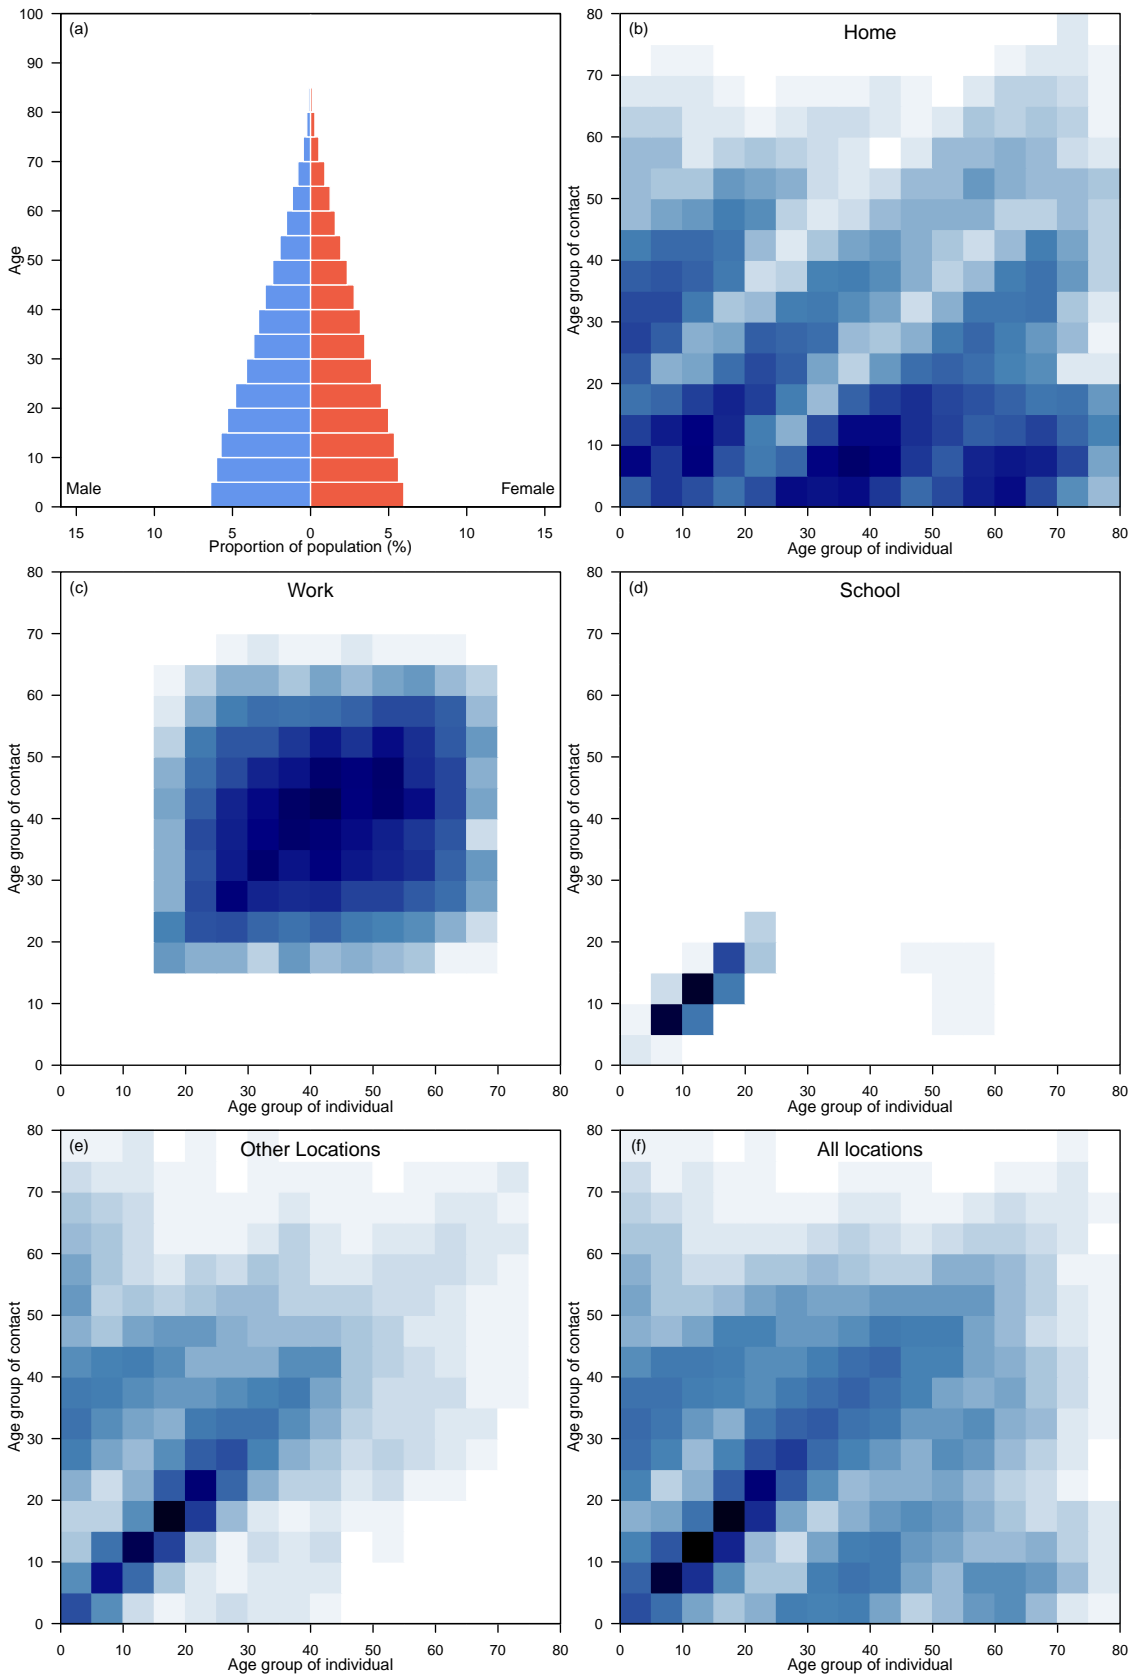 (a)
100
90
80
70
60
50
40
30
20
10
0
Age
Male
Female
15 10 5 0 5 10 15
Proportion of population (%)
(b)
Home
80
70
60
50
40
30
20
10
0
Age group of contact
0 10 20 30 40 50 60 70 80
Age group of individual
(c)
Work
80
70
60
50
40
30
20
10
0
Age group of contact
0 10 20 30 40 50 60 70 80
Age group of individual
(d)
School
80
70
60
50
40
30
20
10
0
Age group of contact
0 10 20 30 40 50 60 70 80
Age group of individual
(e)
Other Locations
80
70
60
50
40
30
20
10
0
Age group of contact
0 10 20 30 40 50 60 70 80
Age group of individual
(f)
All locations
80
70
60
50
40
30
20
10
0
Age group of contact
0 10 20 30 40 50 60 70 80
Age group of individual